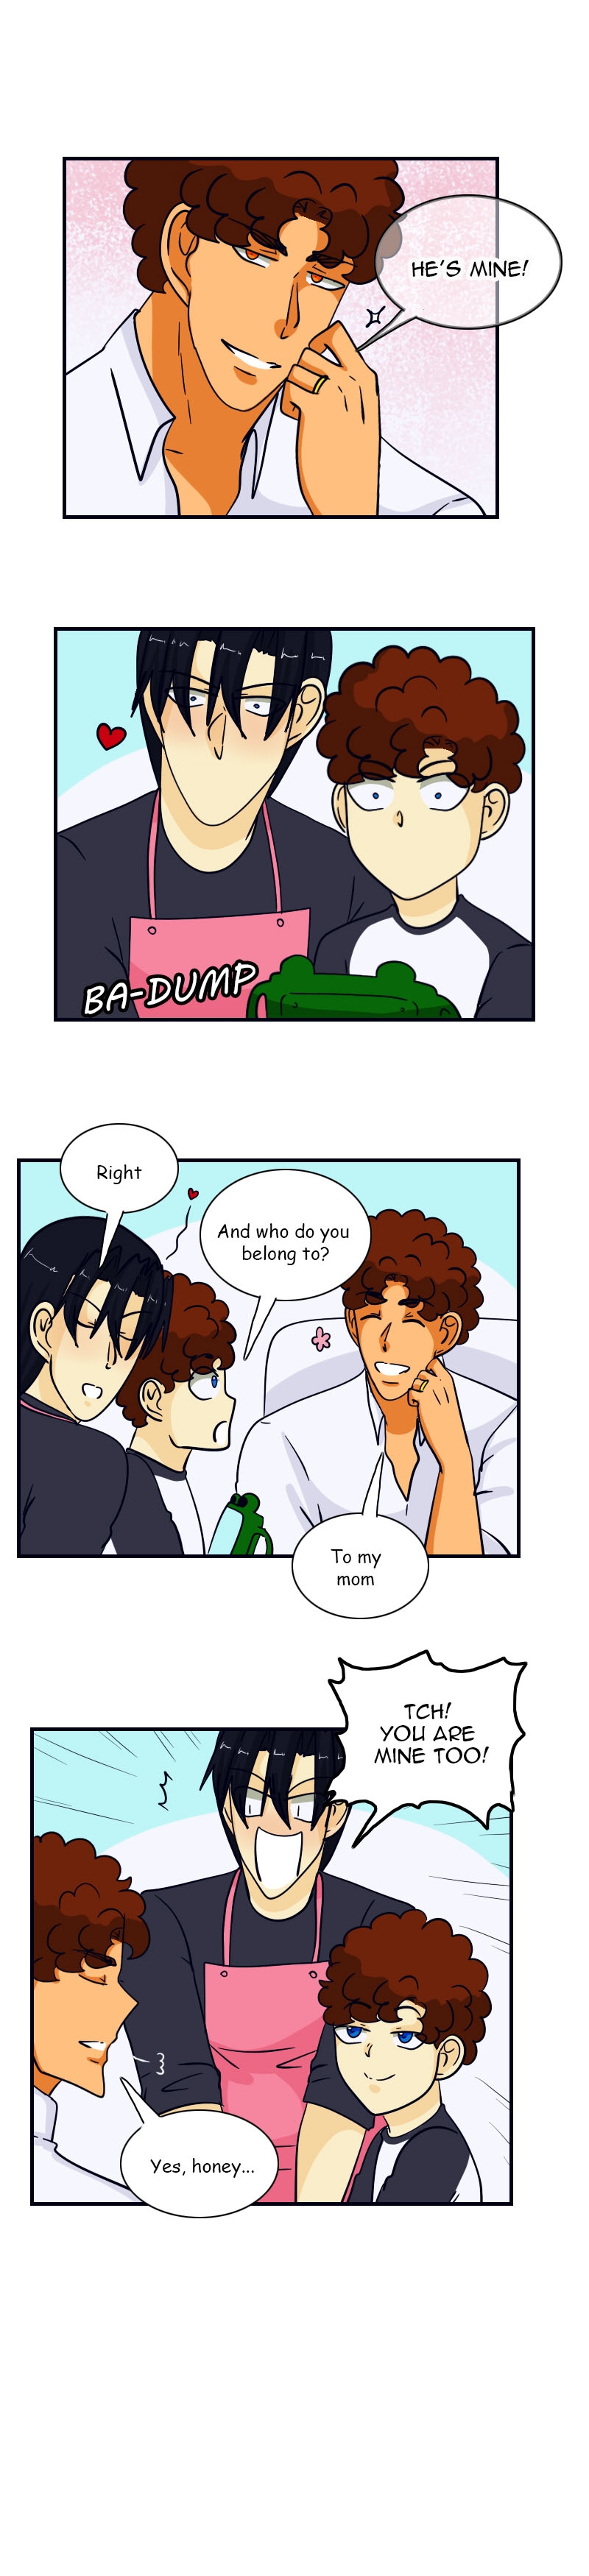 HE'S MINE!
BA-DUMP
Right
And who do you
belong to?
To my
mom
TCH!
YOU ARE
MINE TOO!
Yes, honey...